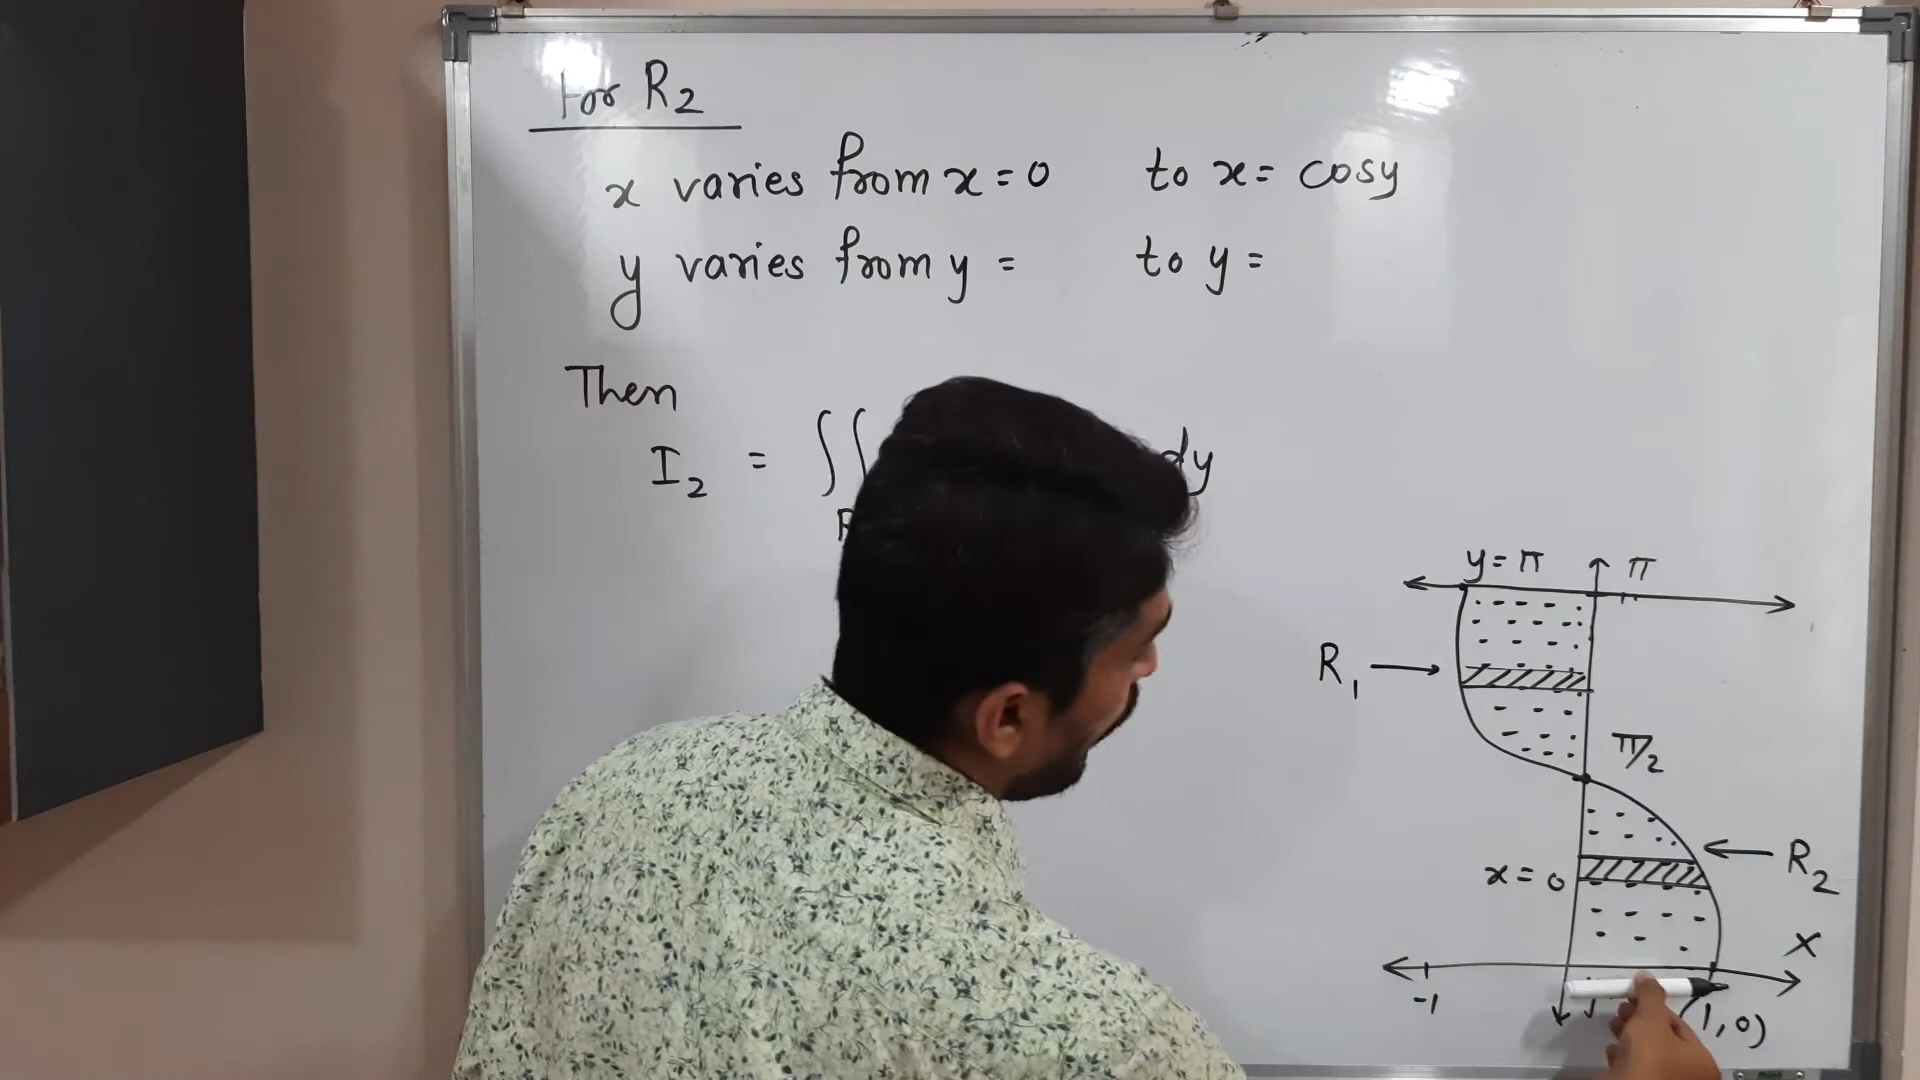 For R2
x varies from x = 0 to x = cosy
y varies from y = to y =
Then
I2 = ∫∫ dy
y = π π
R1
π/2
R2
x = 0
X
-1 (1,0)